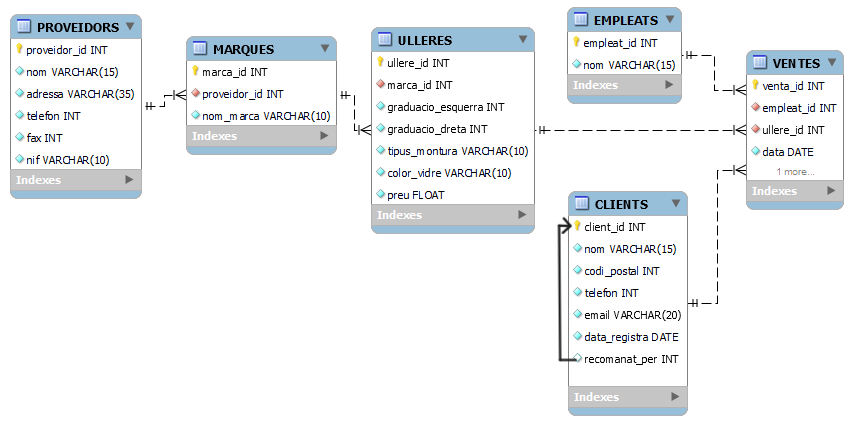 PROVEIDORS
proveidor_id INT
nom VARCHAR(15)
adressa VARCHAR(35)
telefon INT
fax INT
nif VARCHAR(10)
Indexes
MARQUES
marca_id INT
proveidor_id INT
nom_marca VARCHAR(10)
Indexes
ULLERES
ullere_id INT
marca_id INT
graduacio_esquerra INT
graduacio_dreta INT
tipus_montura VARCHAR(10)
color_vidre VARCHAR(10)
preu FLOAT
Indexes
EMPLEATS
empleat_id INT
nom VARCHAR(15)
Indexes
VENTES
venta_id INT
empleat_id INT
ullere_id INT
data DATE
1 more...
Indexes
CLIENTS
client_id INT
nom VARCHAR(15)
codi_postal INT
telefon INT
email VARCHAR(20)
data_registra DATE
recomanat_per INT
Indexes